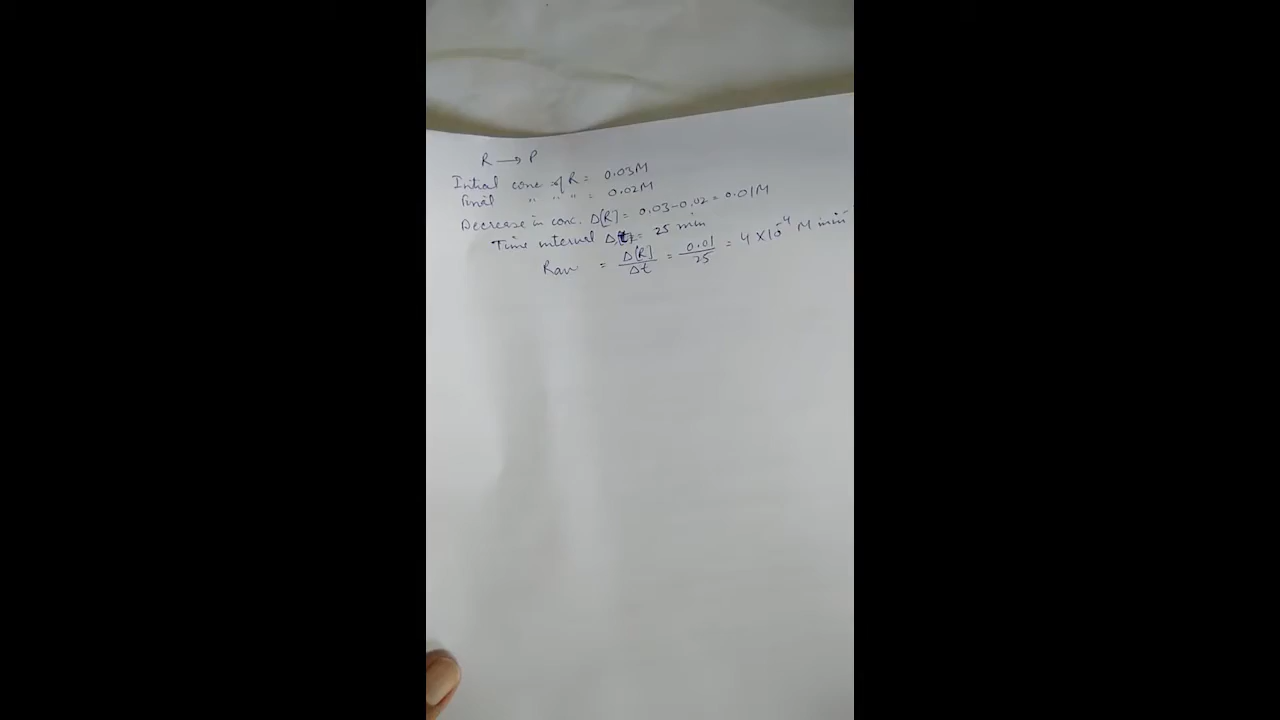 R → P
Initial conc of R = 0.03M
Final " " " = 0.02M
Decrease in conc. Δ[R] = 0.03-0.02 = 0.01M
Time interval Δt = 25 min
Rav = Δ[R]/Δt = 0.01/25 = 4 X 10⁻⁴ M min⁻